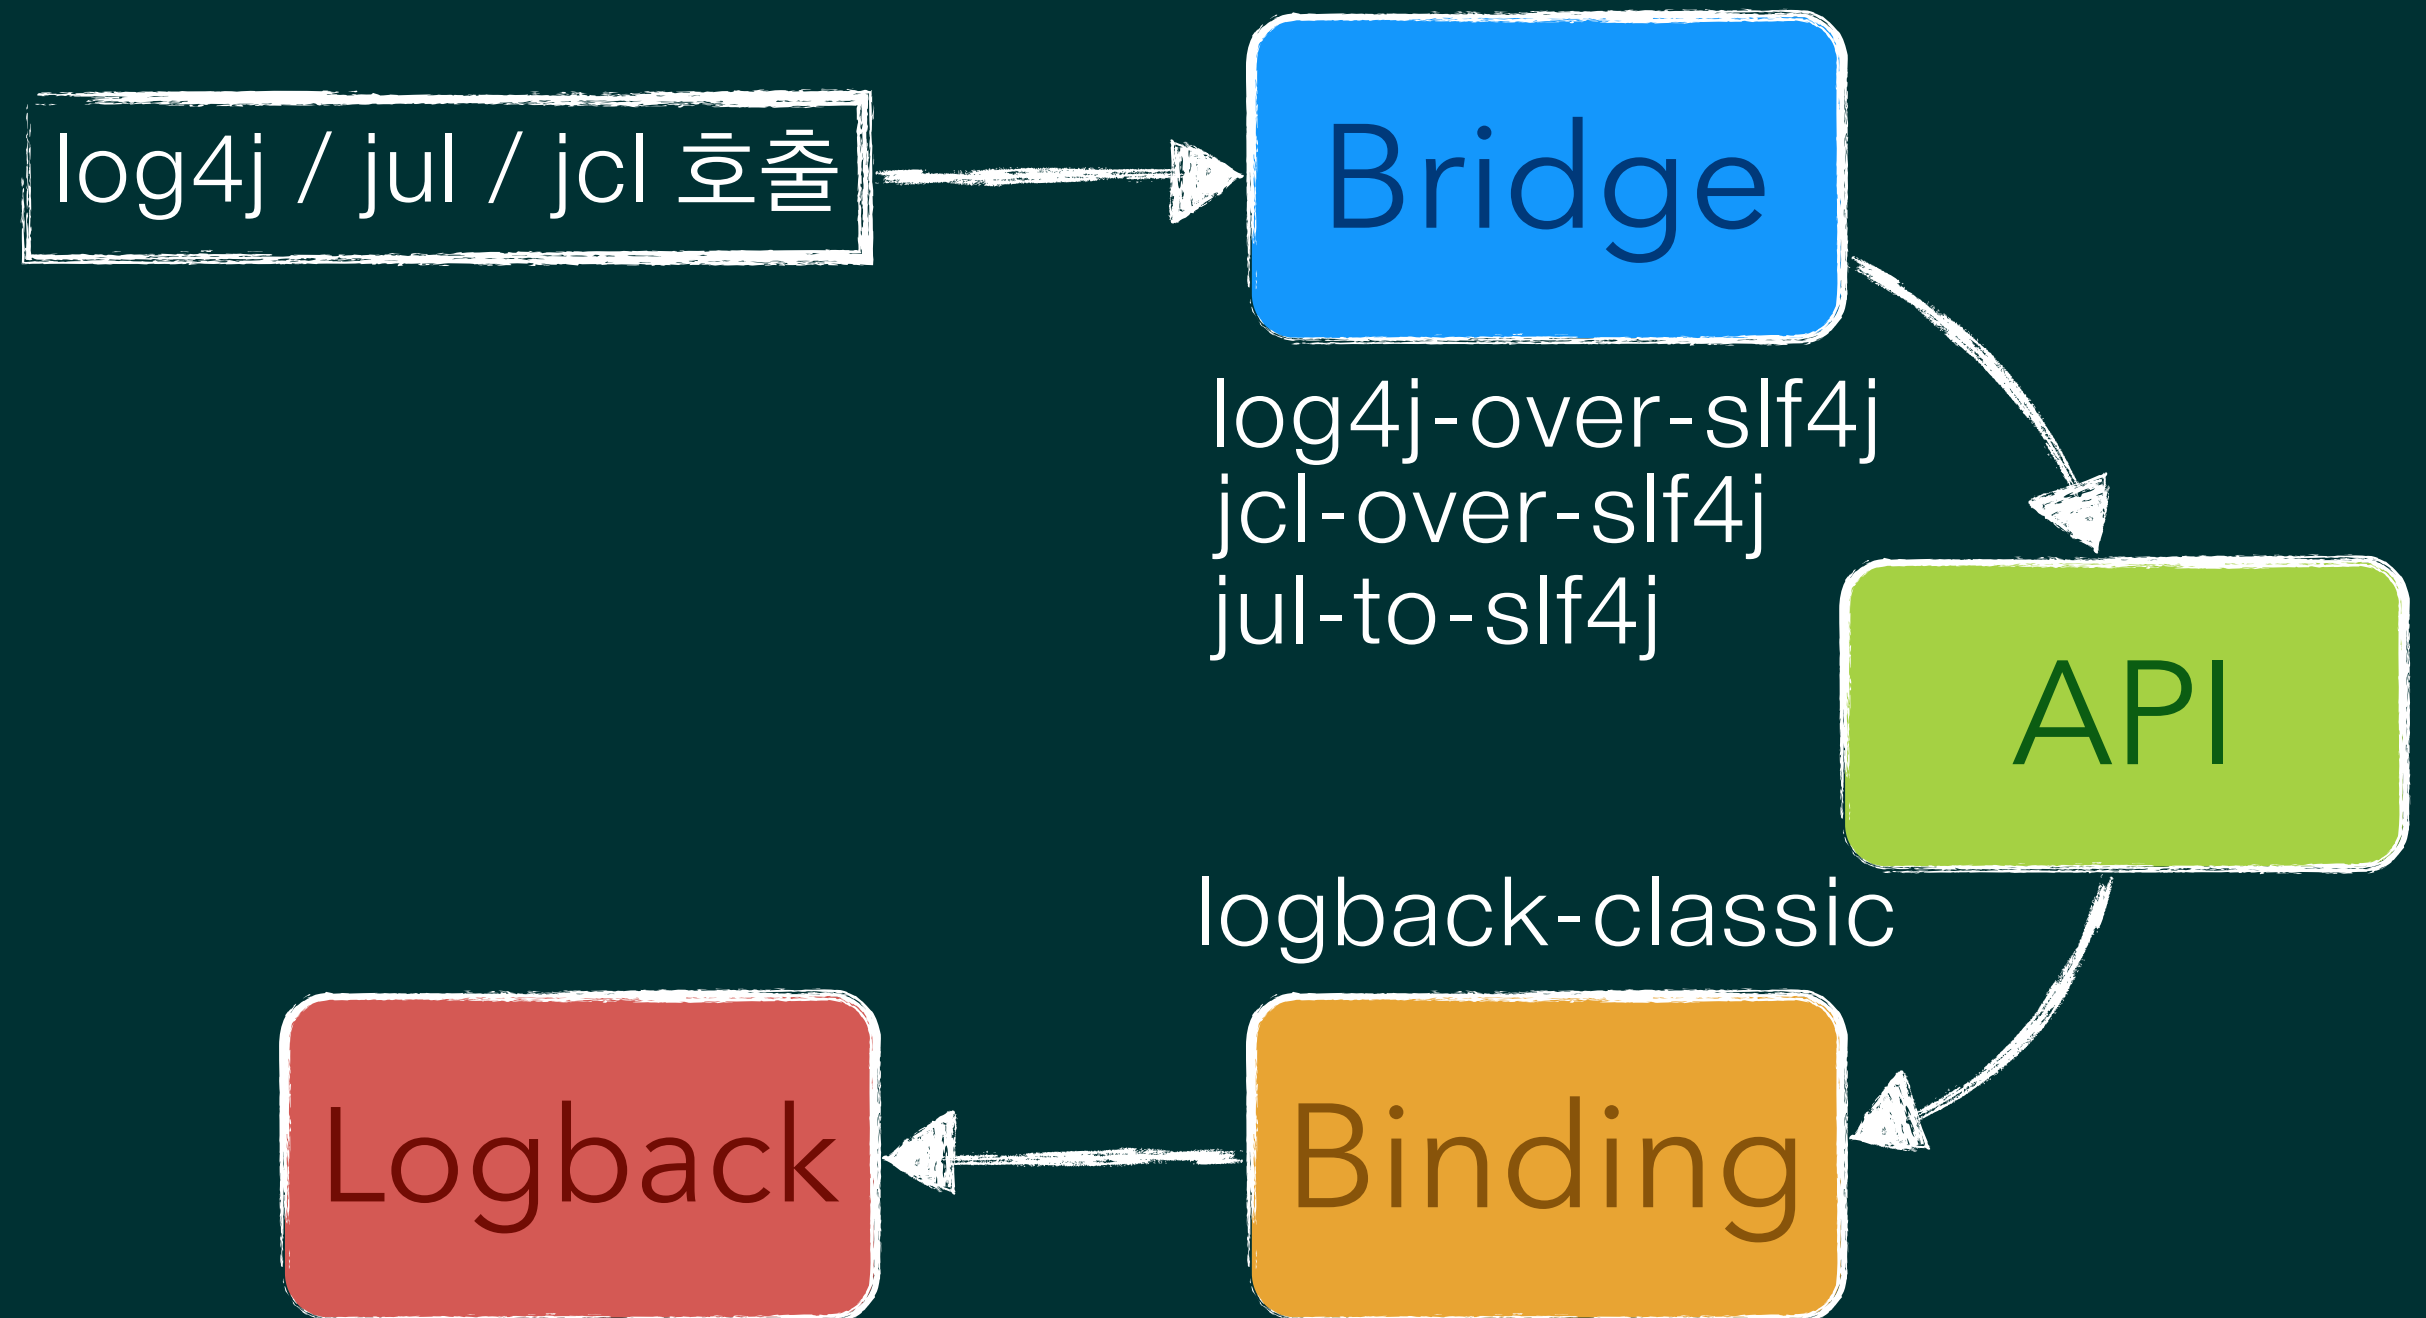 log4j / jul / jcl 호출
Bridge
log4j-over-slf4j
jcl-over-slf4j
jul-to-slf4j
API
logback-classic
Logback
Binding